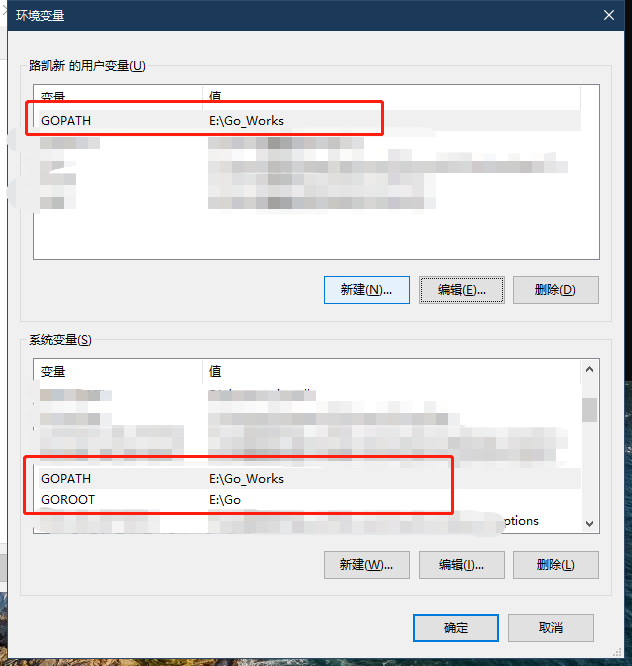 环境变量
路凯新 的用户变量(U)
变量 值
GOPATH E:\Go_Works
新建(N)... 编辑(E)... 删除(D)
系统变量(S)
变量 值
GOPATH E:\Go_Works
GOROOT E:\Go
ptions
新建(W)... 编辑(I)... 删除(L)
确定 取消